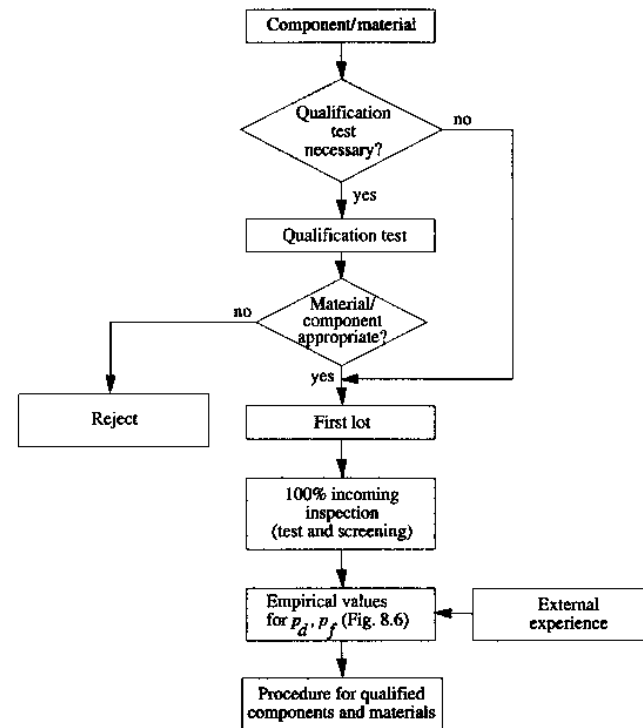 Component/material
Qualification
test
necessary?
no
yes
Qualification test
Material/
component
appropriate?
no
yes
Reject
First lot
100% incoming
inspection
(test and screening)
Empirical values
for p_d, p_f (Fig. 8.6)
External
experience
Procedure for qualified
components and materials